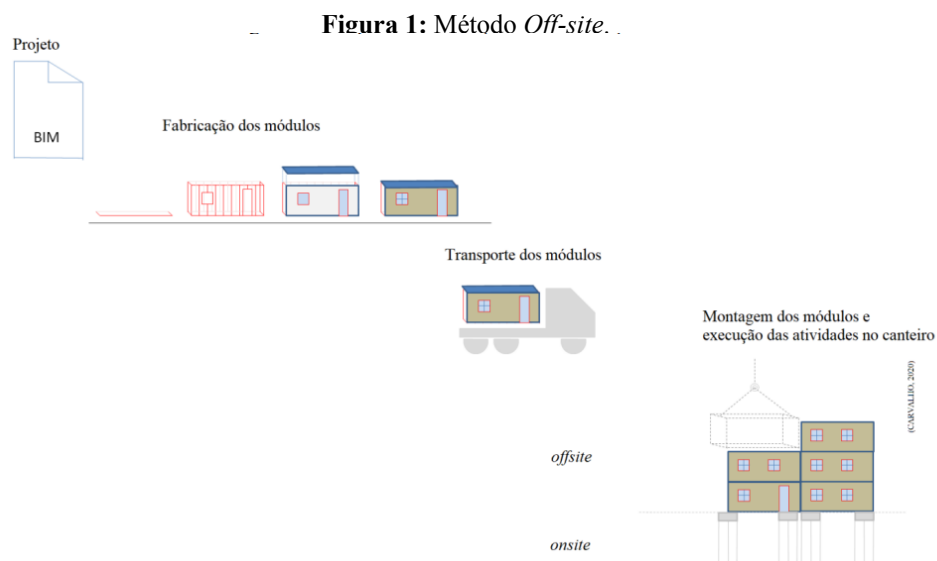 Figura 1: Método Off-site.
Projeto
BIM
Fabricação dos módulos
Transporte dos módulos
Montagem dos módulos e
execução das atividades no canteiro
(CARVALHO, 2020)
offsite
onsite